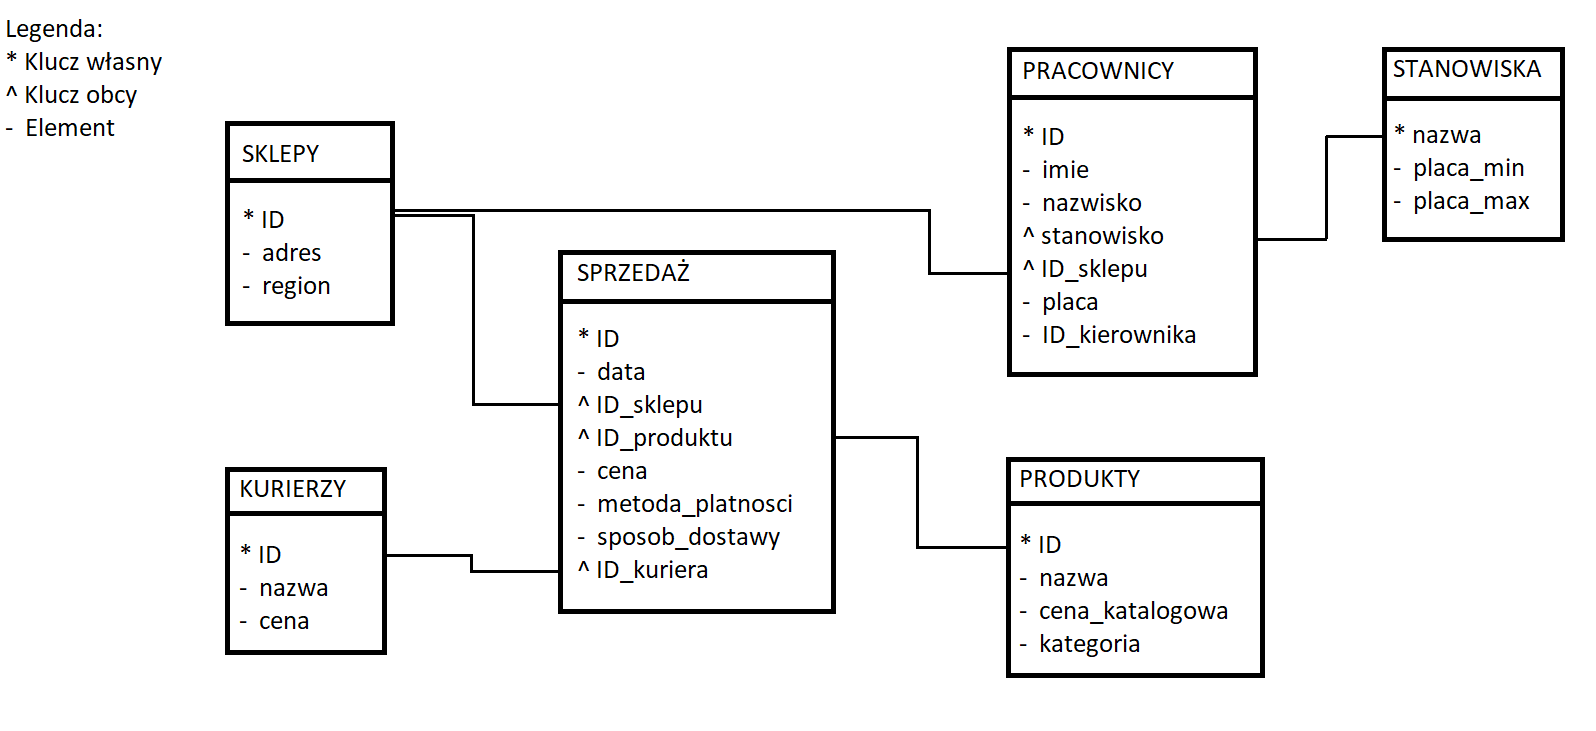 Legenda:
* Klucz własny
^ Klucz obcy
- Element
SKLEPY
* ID
- adres
- region
SPRZEDAŻ
* ID
- data
^ ID_sklepu
^ ID_produktu
- cena
- metoda_platnosci
- sposob_dostawy
^ ID_kuriera
KURIERZY
* ID
- nazwa
- cena
PRACOWNICY
* ID
- imie
- nazwisko
^ stanowisko
^ ID_sklepu
- placa
- ID_kierownika
STANOWISKA
* nazwa
- placa_min
- placa_max
PRODUKTY
* ID
- nazwa
- cena_katalogowa
- kategoria